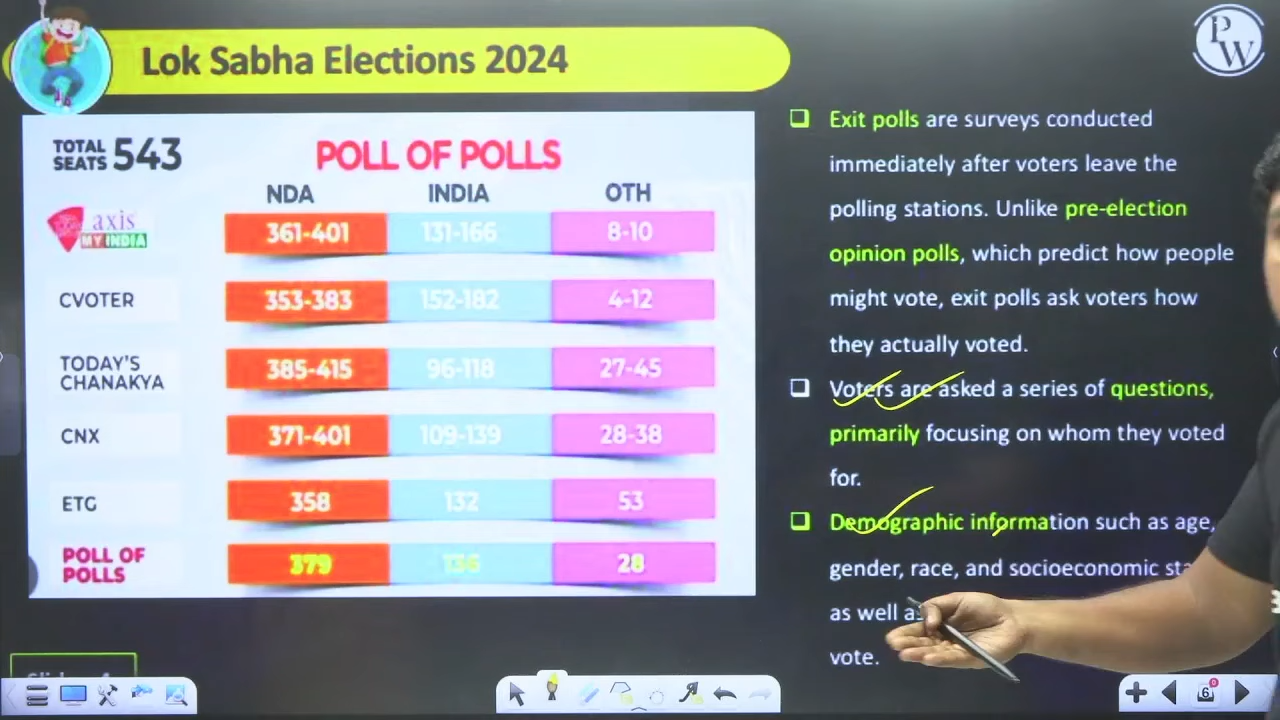 Lok Sabha Elections 2024
PW
TOTAL SEATS 543
POLL OF POLLS
NDA INDIA OTH
axis MY INDIA 361-401 131-166 8-10
CVOTER 353-383 152-182 4-12
TODAY'S CHANAKYA 385-415 96-118 27-45
CNX 371-401 109-139 28-38
ETG 358 132 53
POLL OF POLLS 379 136 28
Exit polls are surveys conducted
immediately after voters leave the
polling stations. Unlike pre-election
opinion polls, which predict how people
might vote, exit polls ask voters how
they actually voted.
Voters are asked a series of questions,
primarily focusing on whom they voted
for.
Demographic information such as age,
gender, race, and socioeconomic
as well as
vote.
6